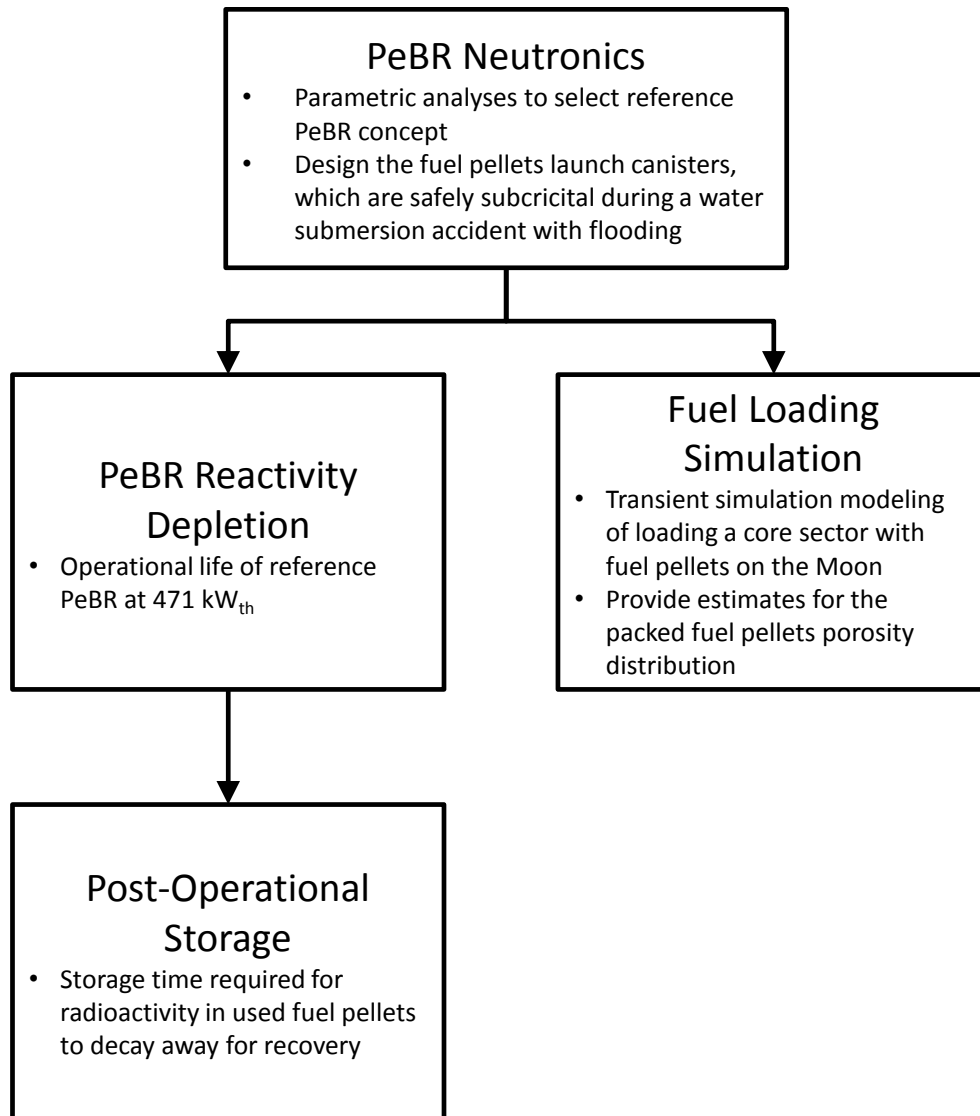 PeBR Neutronics
• Parametric analyses to select reference
PeBR concept
• Design the fuel pellets launch canisters,
which are safely subcricital during a water
submersion accident with flooding
PeBR Reactivity
Depletion
• Operational life of reference
PeBR at 471 kWth
Fuel Loading
Simulation
• Transient simulation modeling
of loading a core sector with
fuel pellets on the Moon
• Provide estimates for the
packed fuel pellets porosity
distribution
Post-Operational
Storage
• Storage time required for
radioactivity in used fuel pellets
to decay away for recovery